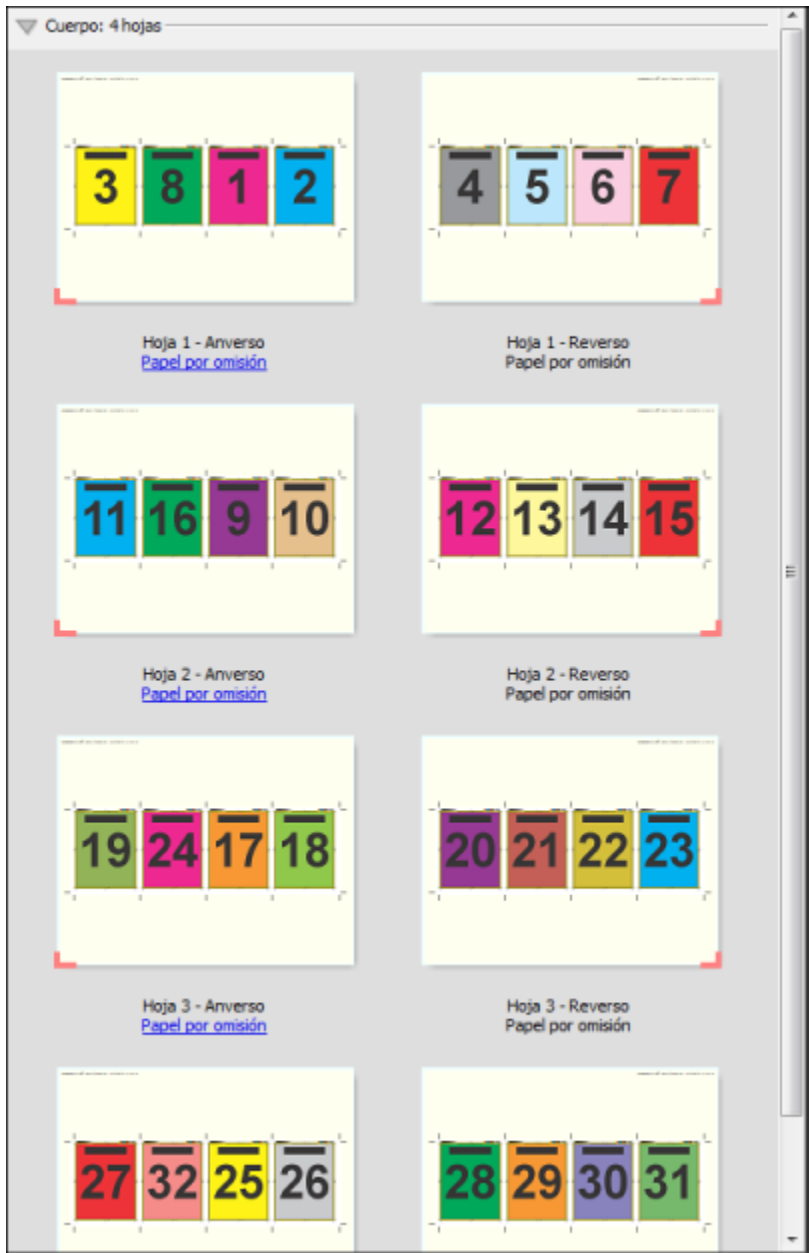 Cuerpo: 4 hojas
3 8 1 2
4 5 6 7
Hoja 1 - Anverso
Papel por omisión
Hoja 1 - Reverso
Papel por omisión
11 16 9 10
12 13 14 15
Hoja 2 - Anverso
Papel por omisión
Hoja 2 - Reverso
Papel por omisión
19 24 17 18
20 21 22 23
Hoja 3 - Anverso
Papel por omisión
Hoja 3 - Reverso
Papel por omisión
27 32 25 26
28 29 30 31